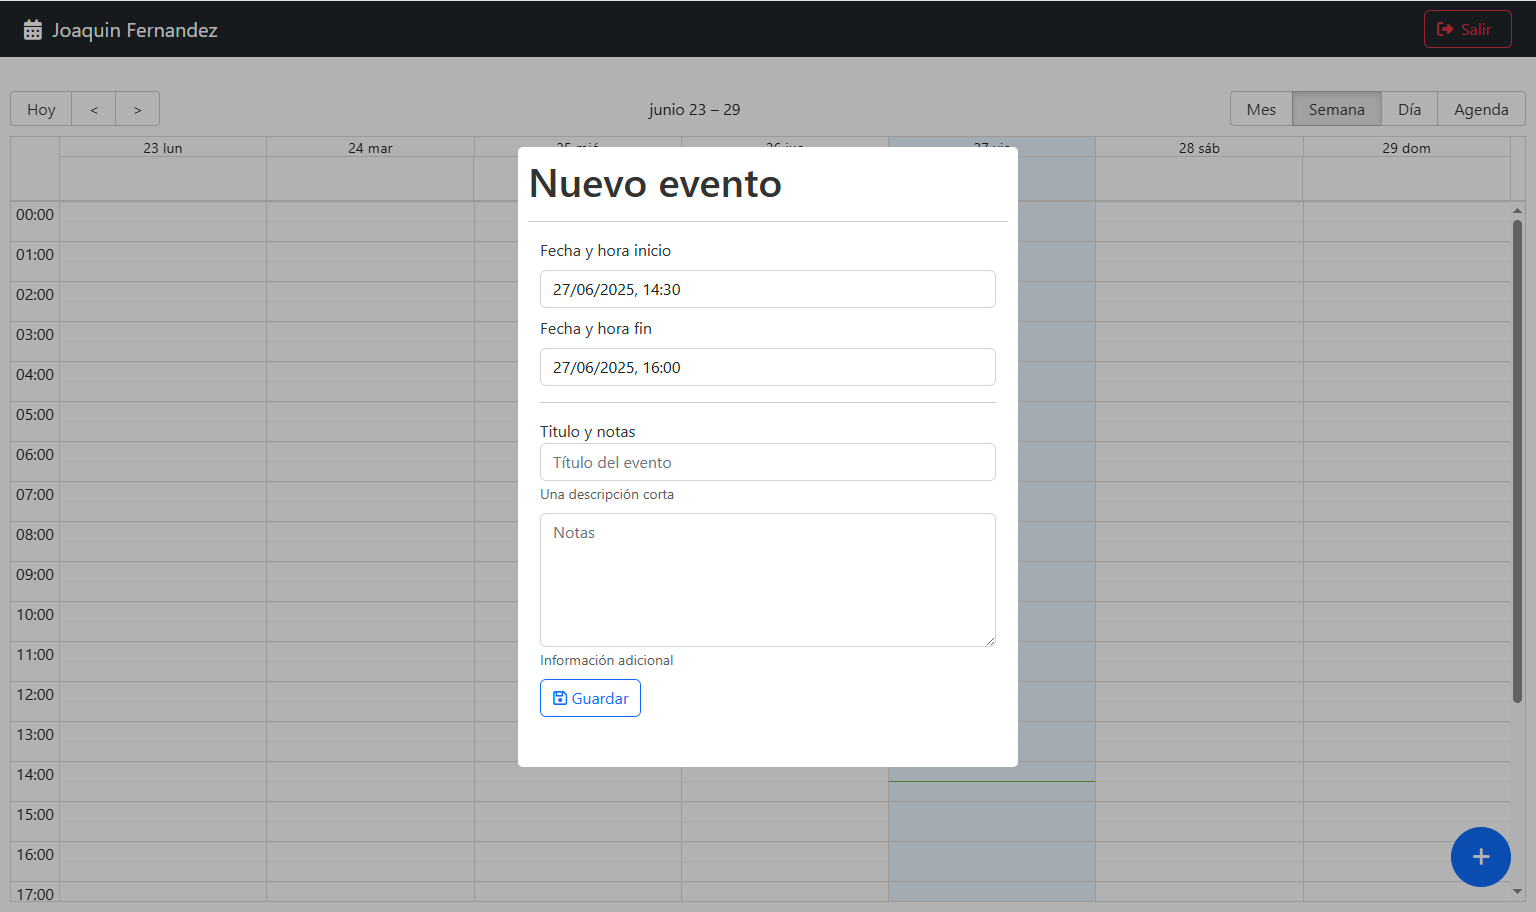 Joaquin Fernandez
Salir
Hoy < >
junio 23 – 29
Mes Semana Día Agenda
23 lun 24 mar 28 sáb 29 dom
Nuevo evento
Fecha y hora inicio
27/06/2025, 14:30
Fecha y hora fin
27/06/2025, 16:00
Titulo y notas
Título del evento
Una descripción corta
Notas
Información adicional
Guardar
00:00
01:00
02:00
03:00
04:00
05:00
06:00
07:00
08:00
09:00
10:00
11:00
12:00
13:00
14:00
15:00
16:00
17:00
+